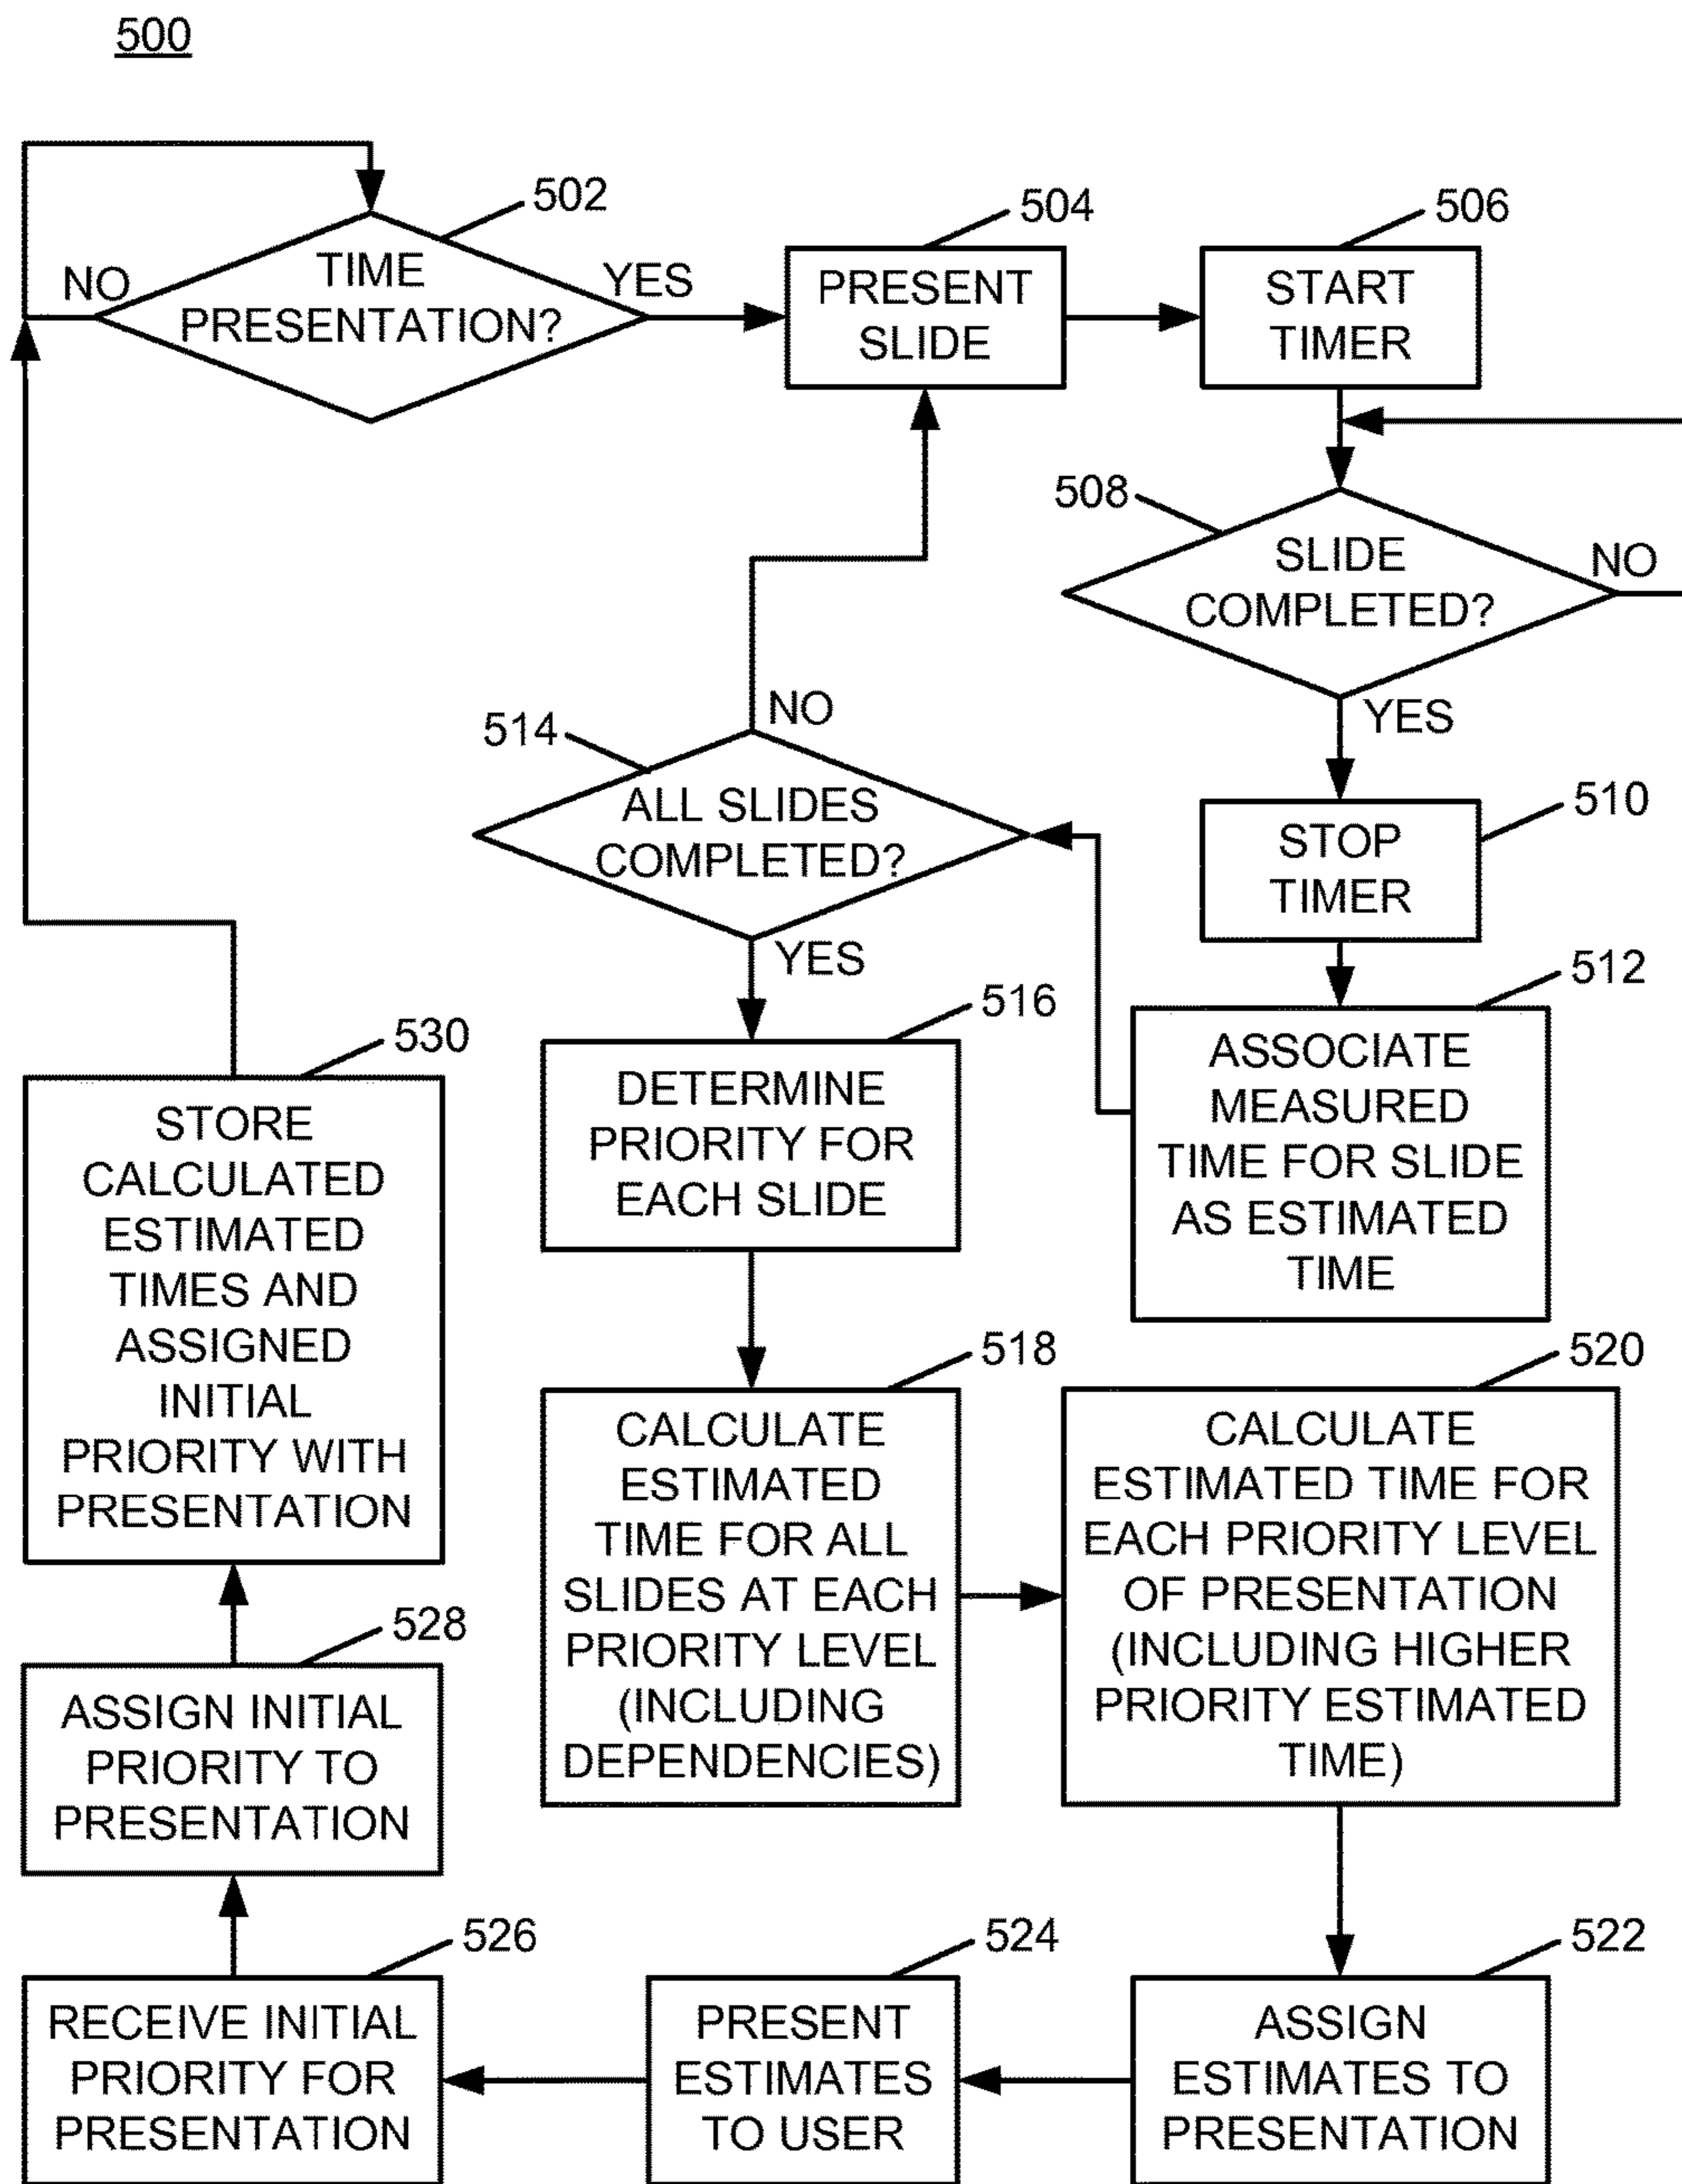 500
502
TIME
PRESENTATION?
NO
YES
504
PRESENT
SLIDE
506
START
TIMER
508
SLIDE
COMPLETED?
NO
YES
510
STOP
TIMER
512
ASSOCIATE
MEASURED
TIME FOR SLIDE
AS ESTIMATED
TIME
514
ALL SLIDES
COMPLETED?
NO
YES
516
DETERMINE
PRIORITY FOR
EACH SLIDE
518
CALCULATE
ESTIMATED
TIME FOR ALL
SLIDES AT EACH
PRIORITY LEVEL
(INCLUDING
DEPENDENCIES)
520
CALCULATE
ESTIMATED TIME FOR
EACH PRIORITY LEVEL
OF PRESENTATION
(INCLUDING HIGHER
PRIORITY ESTIMATED
TIME)
522
ASSIGN
ESTIMATES TO
PRESENTATION
524
PRESENT
ESTIMATES
TO USER
526
RECEIVE INITIAL
PRIORITY FOR
PRESENTATION
528
ASSIGN INITIAL
PRIORITY TO
PRESENTATION
530
STORE
CALCULATED
ESTIMATED
TIMES AND
ASSIGNED
INITIAL
PRIORITY WITH
PRESENTATION